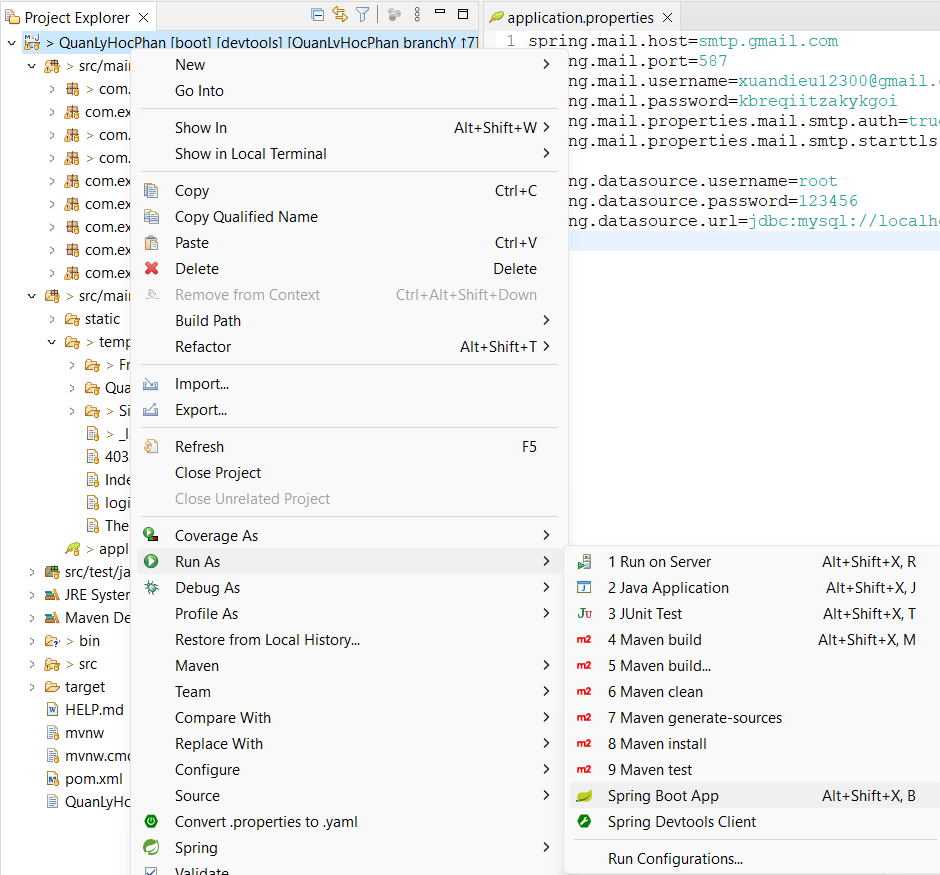 Project Explorer
application.properties
> QuanLyHocPhan [boot] [devtools] [QuanLyHocPhan branchY ↑7]
> src/mai
> com.
com.ex
> com.
> com.
com.ex
com.ex
com.ex
com.ex
com.ex
> src/mai
static
> temp
> Fr
Qua
> Si
> _l
403
Inde
logi
The
> appl
src/test/ja
JRE Syster
Maven De
> bin
> src
target
HELP.md
mvnw
mvnw.cmd
pom.xml
QuanLyHo
New
Go Into
Show In Alt+Shift+W
Show in Local Terminal
Copy Ctrl+C
Copy Qualified Name
Paste Ctrl+V
Delete Delete
Remove from Context Ctrl+Alt+Shift+Down
Build Path
Refactor Alt+Shift+T
Import...
Export...
Refresh F5
Close Project
Close Unrelated Project
Coverage As
Run As
Debug As
Profile As
Restore from Local History...
Maven
Team
Compare With
Replace With
Configure
Source
Convert .properties to .yaml
Spring
Validate
1 Run on Server Alt+Shift+X, R
2 Java Application Alt+Shift+X, J
3 JUnit Test Alt+Shift+X, T
4 Maven build Alt+Shift+X, M
5 Maven build...
6 Maven clean
7 Maven generate-sources
8 Maven install
9 Maven test
Spring Boot App Alt+Shift+X, B
Spring Devtools Client
Run Configurations...
1 spring.mail.host=smtp.gmail.com
ng.mail.port=587
ng.mail.username=xuandieu12300@gmail.
ng.mail.password=kbreqiitzakykgoi
ng.mail.properties.mail.smtp.auth=true
ng.mail.properties.mail.smtp.starttls
ng.datasource.username=root
ng.datasource.password=123456
ng.datasource.url=jdbc:mysql://localho